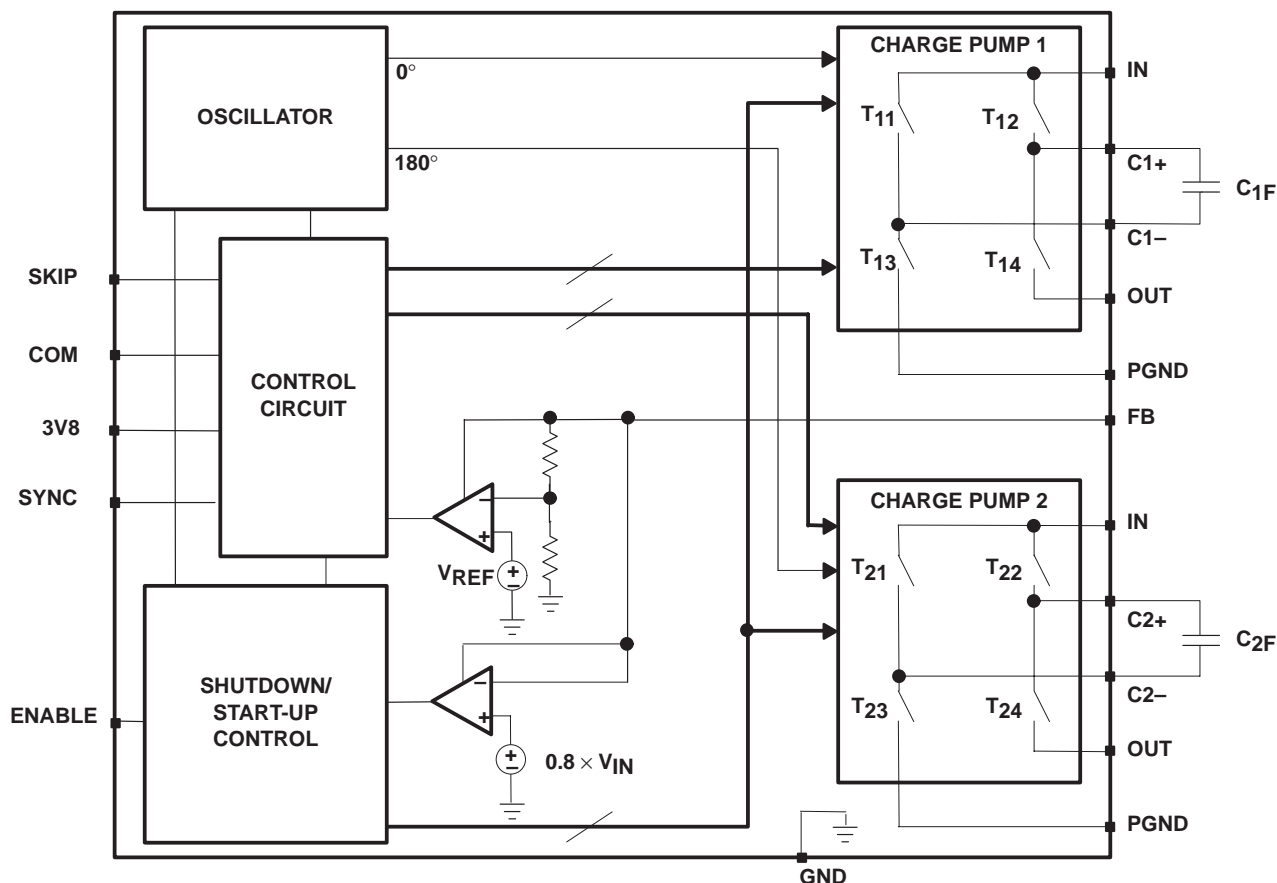 OSCILLATOR
0°
180°
CHARGE PUMP 1
T11
T12
T13
T14
IN
C1+
C1F
C1−
OUT
PGND
FB
SKIP
COM
3V8
SYNC
CONTROL
CIRCUIT
−
+
+
−
VREF
CHARGE PUMP 2
T21
T22
T23
T24
IN
C2+
C2F
C2−
OUT
PGND
ENABLE
SHUTDOWN/
START-UP
CONTROL
−
+
+
−
0.8 × VIN
GND